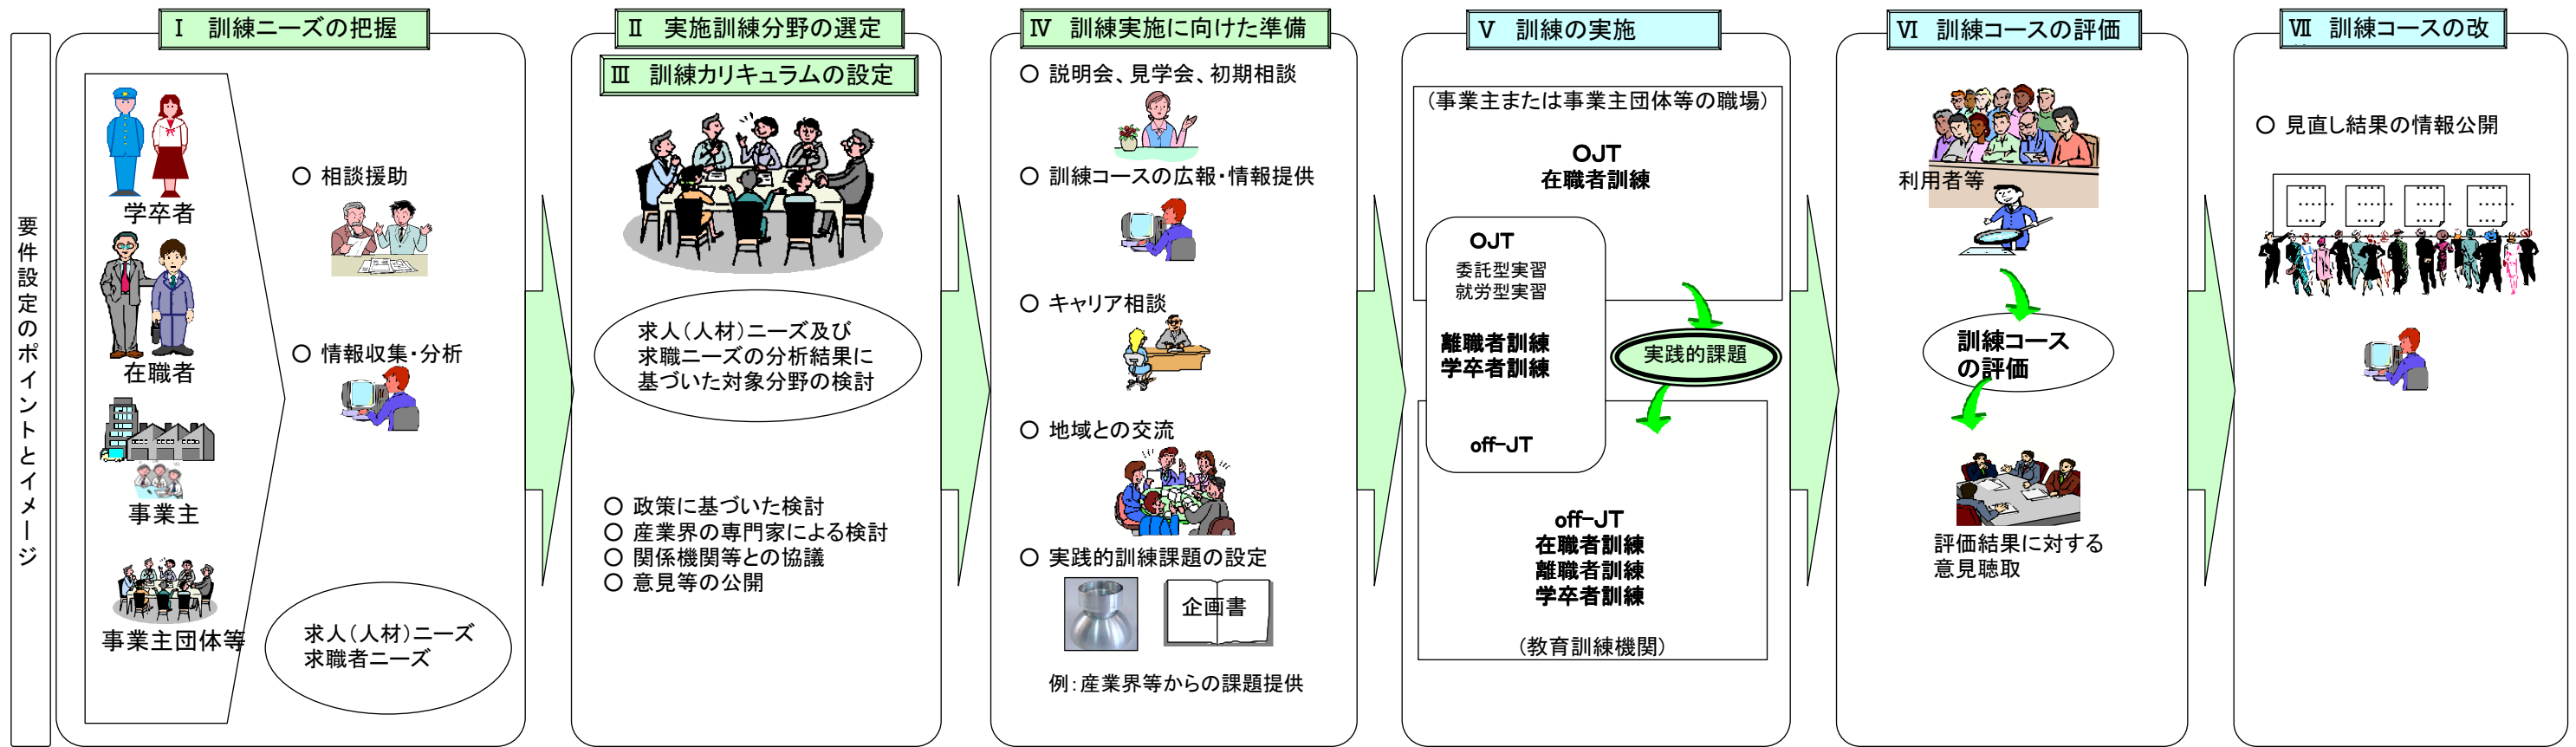 要件設定のポイントとイメージ
Ⅰ 訓練ニーズの把握
学卒者
在職者
事業主
事業主団体等
○ 相談援助
○ 情報収集・分析
求人（人材）ニーズ
求職者ニーズ
Ⅱ 実施訓練分野の選定
Ⅲ 訓練カリキュラムの設定
求人（人材）ニーズ及び
求職ニーズの分析結果に
基づいた対象分野の検討
○ 政策に基づいた検討
○ 産業界の専門家による検討
○ 関係機関等との協議
○ 意見等の公開
Ⅳ 訓練実施に向けた準備
○ 説明会、見学会、初期相談
○ 訓練コースの広報・情報提供
○ キャリア相談
○ 地域との交流
○ 実践的訓練課題の設定
企画書
例：産業界等からの課題提供
Ⅴ 訓練の実施
（事業主または事業主団体等の職場）
OJT
在職者訓練
OJT
委託型実習
就労型実習
離職者訓練
学卒者訓練
off-JT
実践的課題
off-JT
在職者訓練
離職者訓練
学卒者訓練
（教育訓練機関）
Ⅵ 訓練コースの評価
利用者等
訓練コース
の評価
評価結果に対する
意見聴取
Ⅶ 訓練コースの改
○ 見直し結果の情報公開